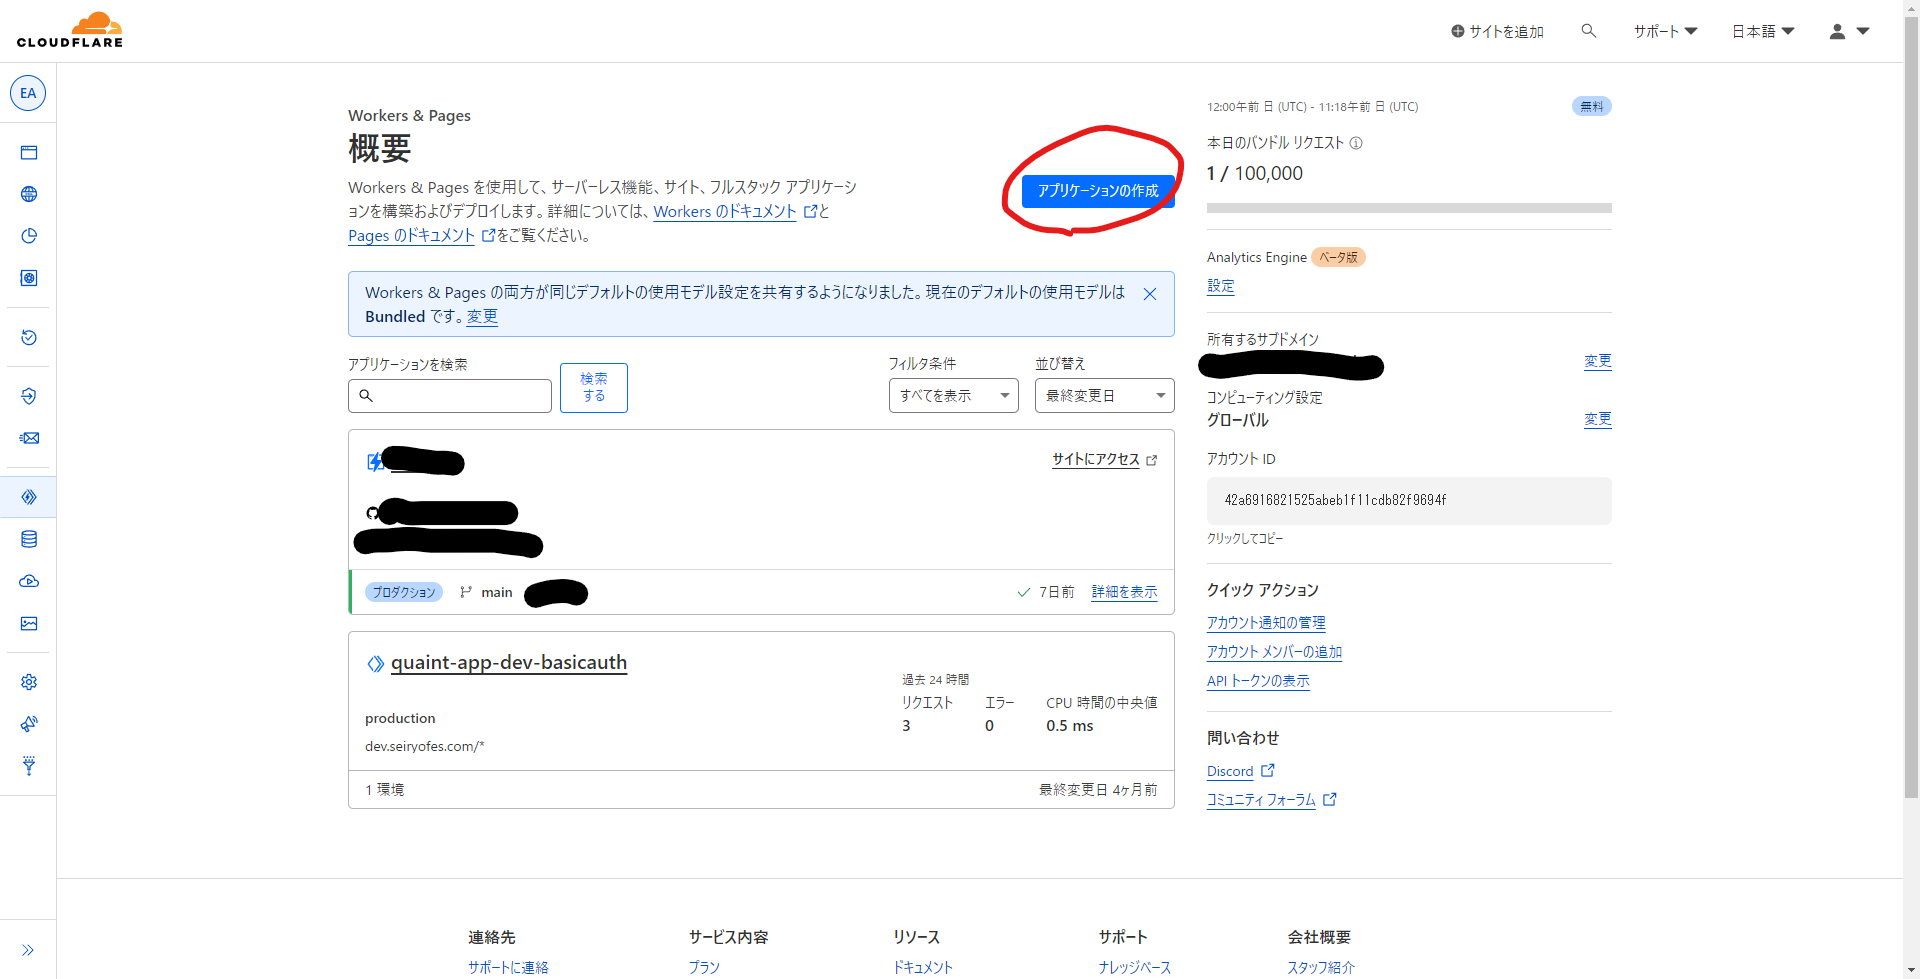 CLOUDFLARE
サイトを追加
サポート
日本語
EA
Workers & Pages
概要
Workers & Pages を使用して、サーバーレス機能、サイト、フルスタック アプリケーシ
ョンを構築およびデプロイします。詳細については、Workers のドキュメント と
Pages のドキュメント をご覧ください。
アプリケーションの作成
Workers & Pages の両方が同じデフォルトの使用モデル設定を共有するようになりました。現在のデフォルトの使用モデルは
Bundled です。変更
アプリケーションを検索
検索
する
フィルタ条件
すべてを表示
並び替え
最終変更日
サイトにアクセス
プロダクション
main
7日前
詳細を表示
quaint-app-dev-basicauth
production
dev.seiryofes.com/*
過去 24 時間
リクエスト
エラー
CPU 時間の中央値
3
0
0.5 ms
1 環境
最終変更日 4ヶ月前
12:00午前 日 (UTC) - 11:18午前 日 (UTC)
無料
本日のバンドル リクエスト
1 / 100,000
Analytics Engine
ベータ版
設定
所有するサブドメイン
変更
コンピューティング設定
グローバル
変更
アカウント ID
42a6916821525abeb1f11cdb82f9694f
クリックしてコピー
クイック アクション
アカウント通知の管理
アカウント メンバーの追加
API トークンの表示
問い合わせ
Discord
コミュニティ フォーラム
連絡先
サポートに連絡
サービス内容
プラン
リソース
ドキュメント
サポート
ナレッジベース
会社概要
スタッフ紹介